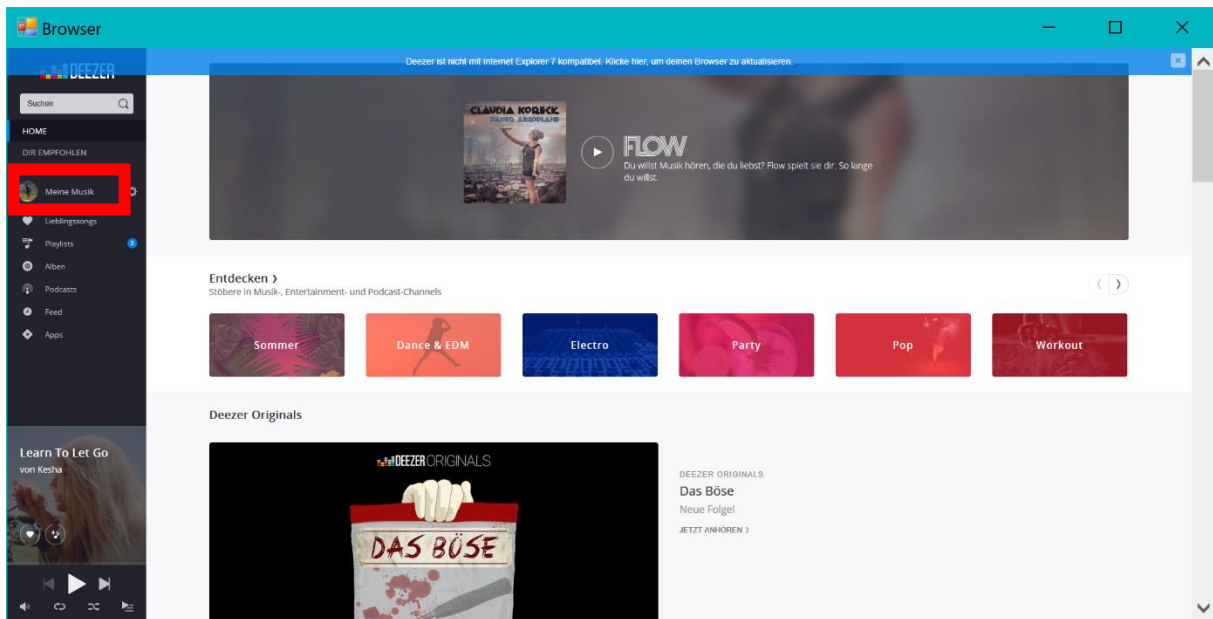 Browser
DEEZER
Deezer ist nicht mit Internet Explorer 7 kompatibel. Klicke hier, um deinen Browser zu aktualisieren.
Suchen
HOME
DIR EMPFOHLEN
Meine Musik
Lieblingssongs
Playlists
3
Alben
Podcasts
Feed
Apps
CLAUDIA KORECK
PAPER AEROPLANE
FLOW
Du willst Musik hören, die du liebst? Flow spielt sie dir. So lange
du willst.
Entdecken
Stöbere in Musik-, Entertainment- und Podcast-Channels
Sommer
Dance & EDM
Electro
Party
Pop
Workout
Deezer Originals
DEEZER ORIGINALS
DAS BÖSE
DEEZER ORIGINALS
Das Böse
Neue Folge!
JETZT ANHÖREN
Learn To Let Go
von Kesha